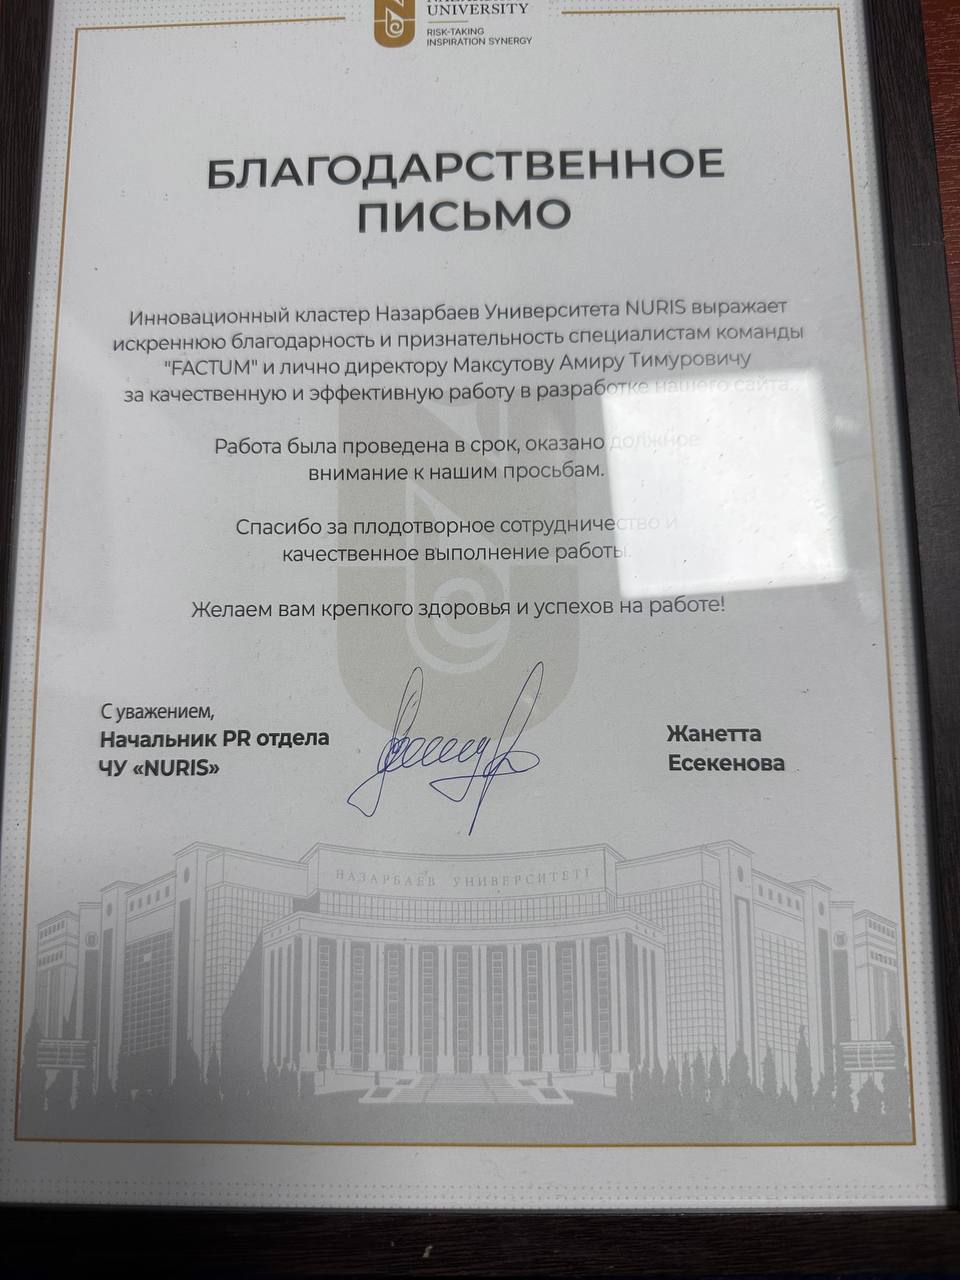 UNIVERSITY
RISK-TAKING
INSPIRATION SYNERGY
БЛАГОДАРСТВЕННОЕ
ПИСЬМО
Инновационный кластер Назарбаев Университета NURIS выражает
искреннюю благодарность и признательность специалистам команды
"FACTUM" и лично директору Максутову Амиру Тимуровичу
за качественную и эффективную работу в разработке нашего сайта.
Работа была проведена в срок, оказано должное
внимание к нашим просьбам.
Спасибо за плодотворное сотрудничество и
качественное выполнение работы.
Желаем вам крепкого здоровья и успехов на работе!
С уважением,
Начальник PR отдела
ЧУ «NURIS»
Жанетта
Есекенова
НАЗАРБАЕВ УНИВЕРСИТЕТІ